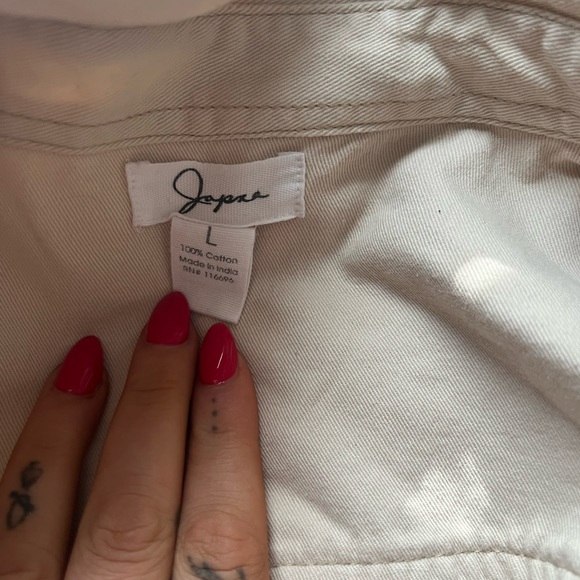 Japna
L
100% Cotton
Made in India
RN# 116696